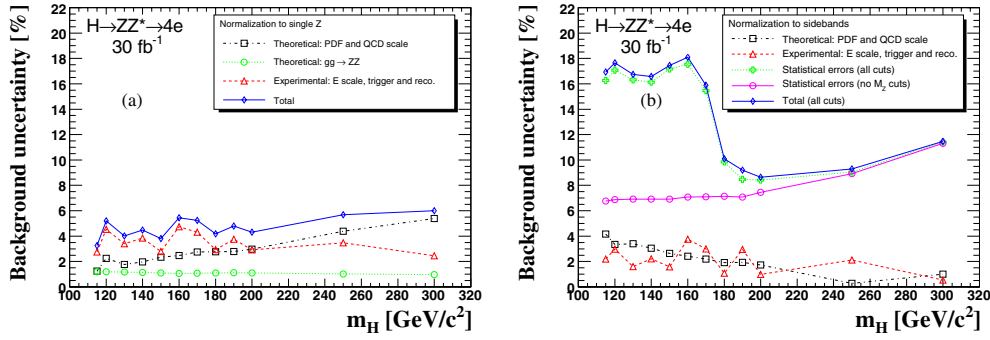 Background uncertainty [%]
20
18
16
14
12
10
8
6
4
2
0
H→ZZ*→4e
30 fb-1
(a)
Normalization to single Z
Theoretical: PDF and QCD scale
Theoretical: gg→ZZ
Experimental: E scale, trigger and reco.
Total
100 120 140 160 180 200 220 240 260 280 300 320
mH [GeV/c2]
Background uncertainty [%]
20
18
16
14
12
10
8
6
4
2
0
H→ZZ*→4e
30 fb-1
(b)
Normalization to sidebands
Theoretical: PDF and QCD scale
Experimental: E scale, trigger and reco.
Statistical errors (all cuts)
Statistical errors (no MZ cuts)
Total (all cuts)
100 120 140 160 180 200 220 240 260 280 300 320
mH [GeV/c2]